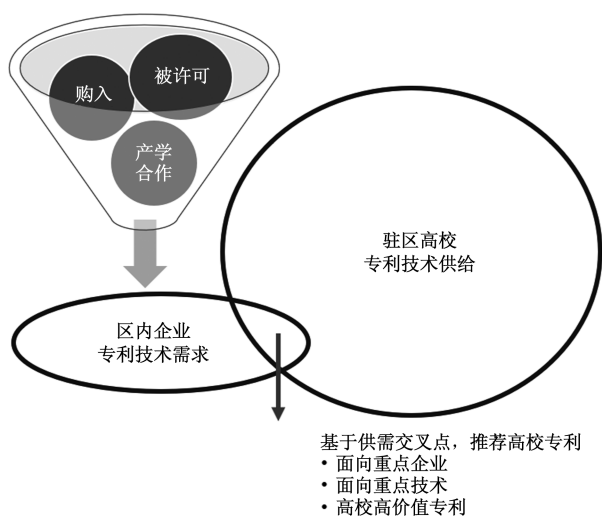 购入
被许可
产学
合作
驻区高校
专利技术供给
区内企业
专利技术需求
基于供需交叉点，推荐高校专利
• 面向重点企业
• 面向重点技术
• 高校高价值专利